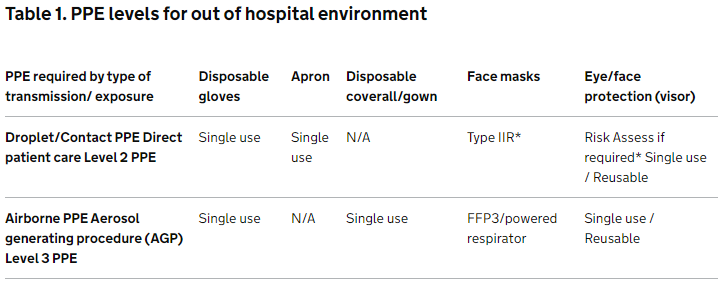 Table 1. PPE levels for out of hospital environment
PPE required by type of transmission/ exposure | Disposable gloves | Apron | Disposable coverall/gown | Face masks | Eye/face protection (visor)
Droplet/Contact PPE Direct patient care Level 2 PPE | Single use | Single use | N/A | Type IIR* | Risk Assess if required* Single use / Reusable
Airborne PPE Aerosol generating procedure (AGP) Level 3 PPE | Single use | N/A | Single use | FFP3/powered respirator | Single use / Reusable